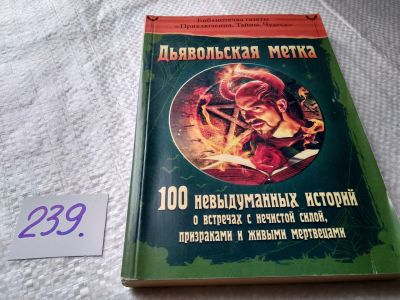 Библиотечка газеты
«Приключения, Тайны, Чудеса»
Дьявольская метка
100 невыдуманных историй
о встречах с нечистой силой,
призраками и живыми мертвецами
239.